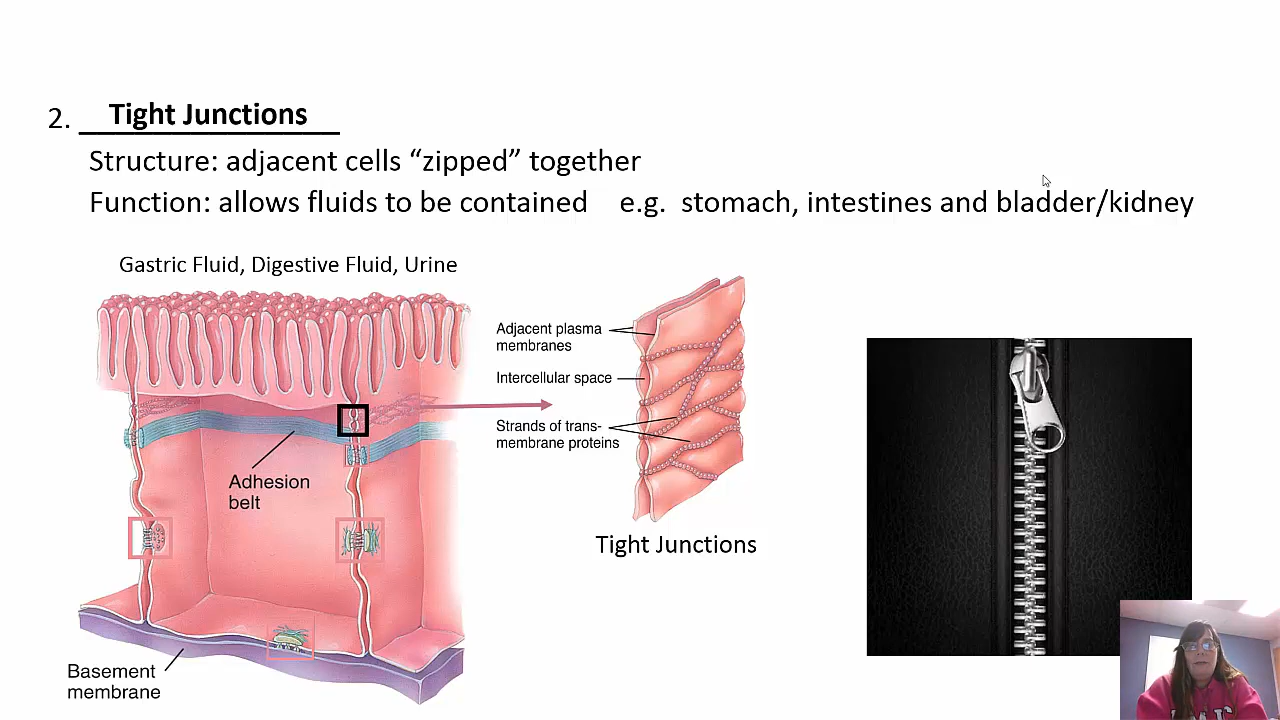 2. Tight Junctions
Structure: adjacent cells “zipped” together
Function: allows fluids to be contained e.g. stomach, intestines and bladder/kidney
Gastric Fluid, Digestive Fluid, Urine
Adjacent plasma
membranes
Intercellular space
Strands of trans-
membrane proteins
Adhesion
belt
Tight Junctions
Basement
membrane